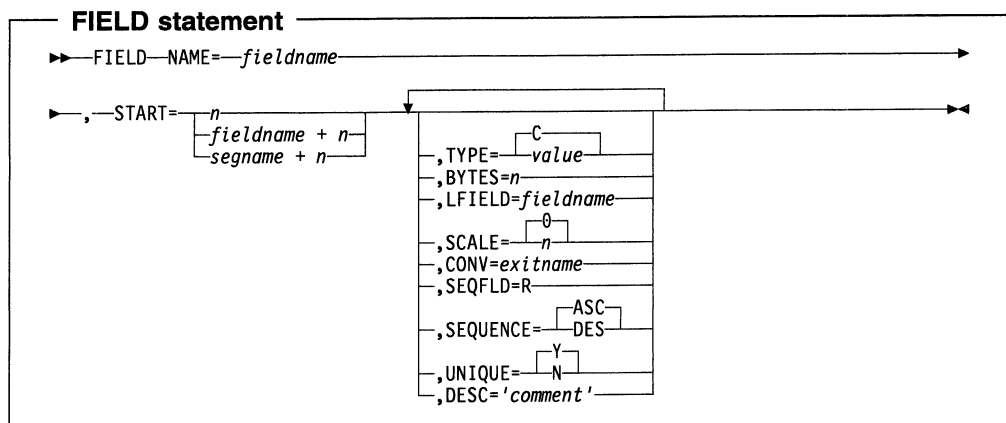 FIELD statement
FIELD NAME= fieldname
, START= n
fieldname + n
segname + n
C
,TYPE= value
,BYTES=n
,LFIELD=fieldname
0
,SCALE= n
,CONV=exitname
,SEQFLD=R
ASC
,SEQUENCE= DES
Y
,UNIQUE= N
,DESC='comment'